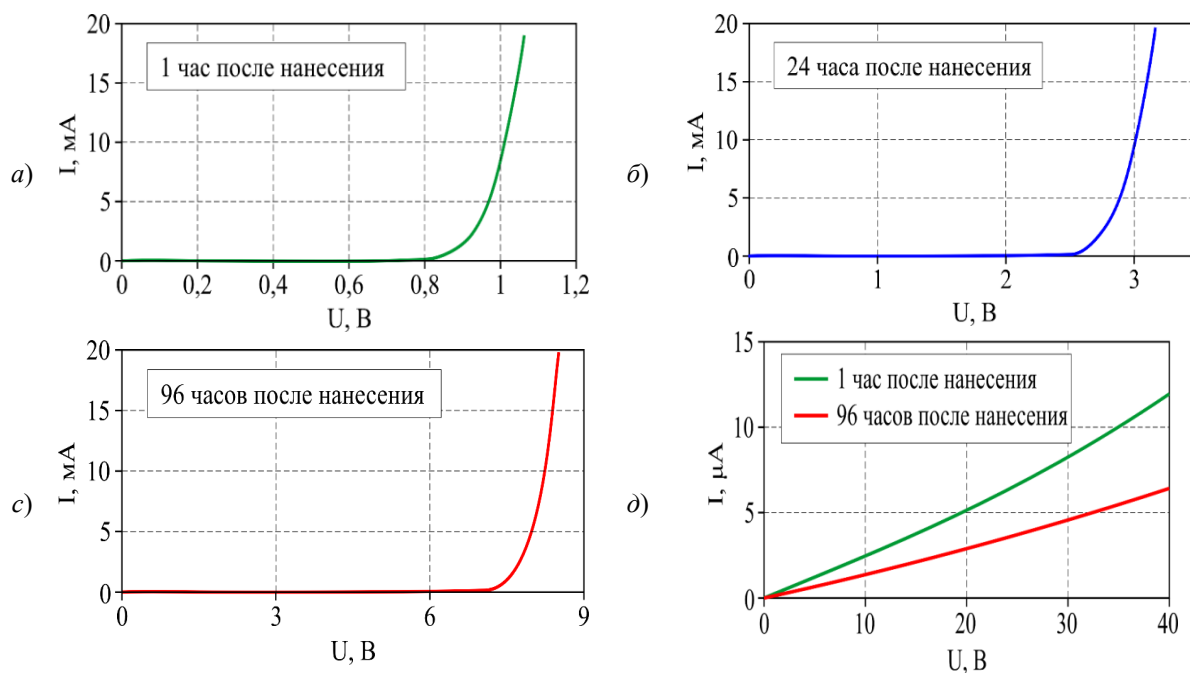 а)
I, мА
20
15
10
5
0
1 час после нанесения
0 0,2 0,4 0,6 0,8 1 1,2
U, В
б)
I, мА
20
15
10
5
0
24 часа после нанесения
0 1 2 3
U, В
с)
I, мА
20
15
10
5
0
96 часов после нанесения
0 3 6 9
U, В
д)
I, µА
15
10
5
0
1 час после нанесения
96 часов после нанесения
0 10 20 30 40
U, В